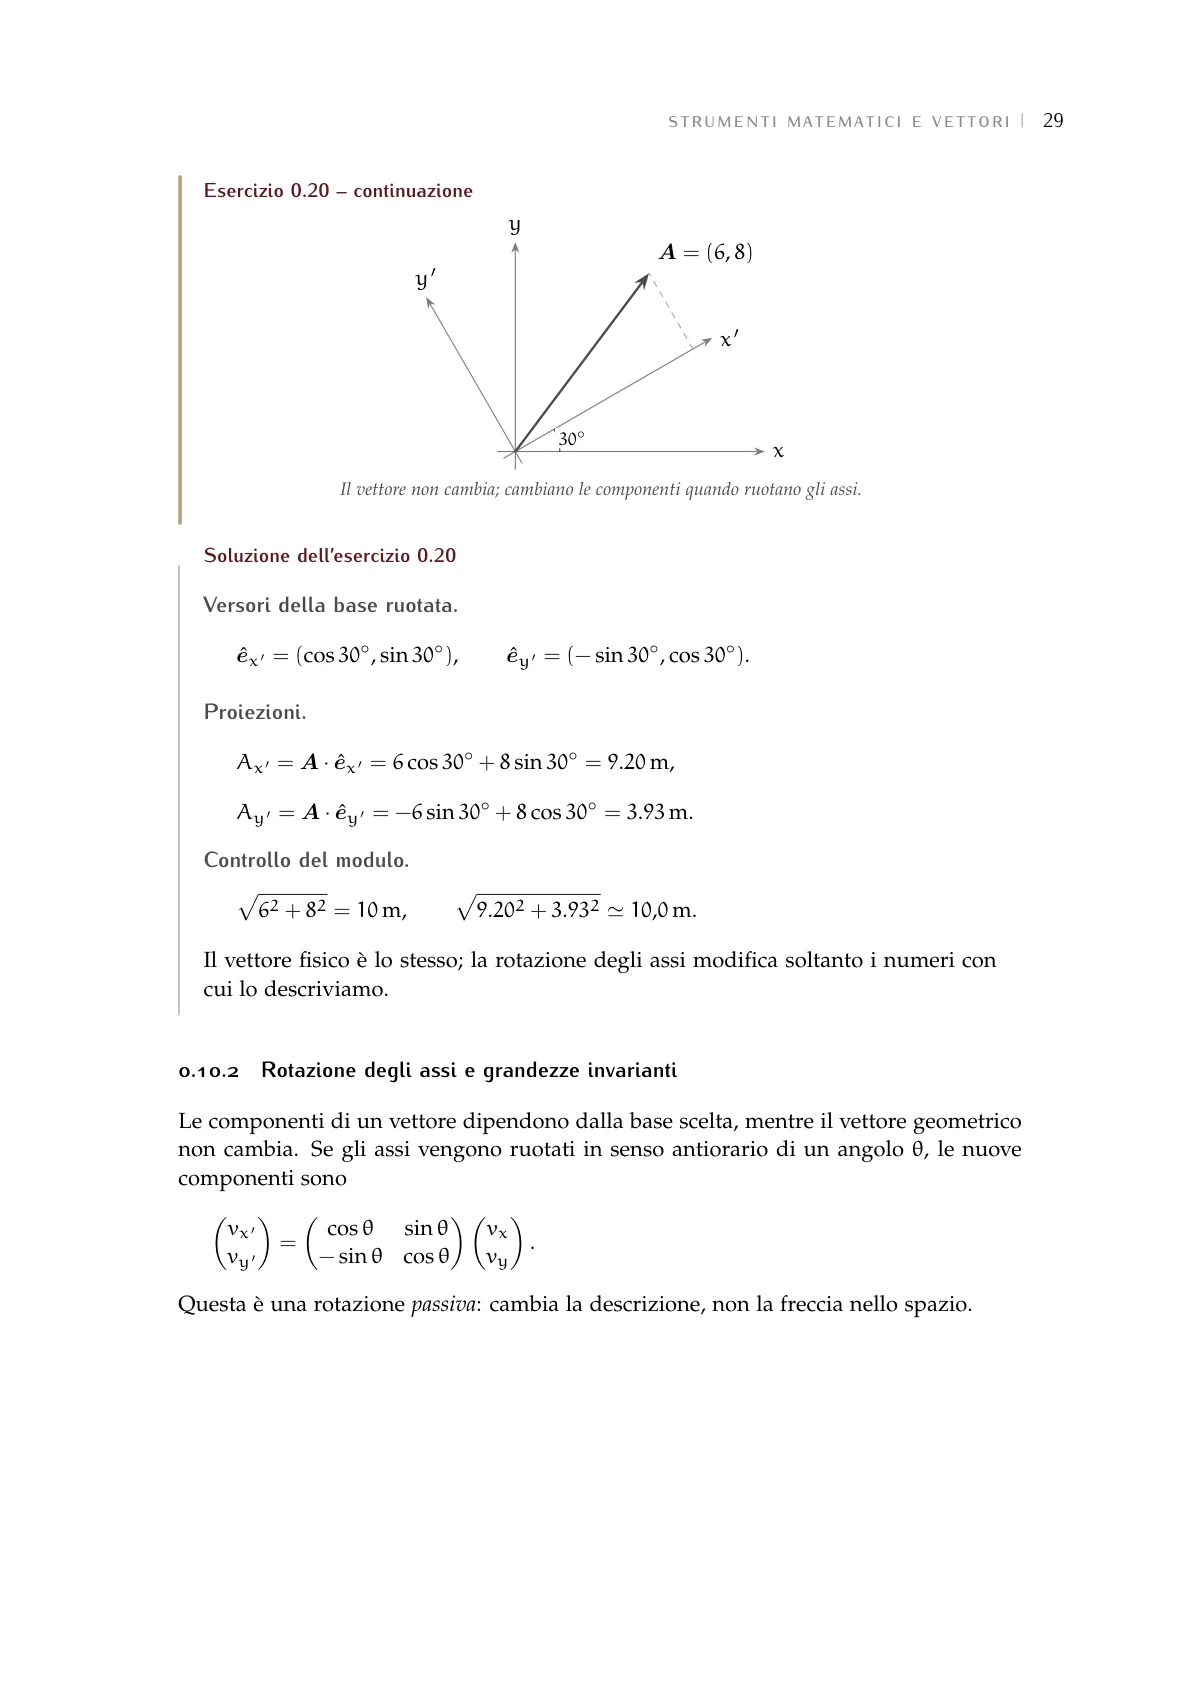 STRUMENTI MATEMATICI E VETTORI | 29
Esercizio 0.20 – continuazione
y
A = (6, 8)
y′
x′
30°
x
Il vettore non cambia; cambiano le componenti quando ruotano gli assi.
Soluzione dell'esercizio 0.20
Versori della base ruotata.
ê_x′ = (cos 30°, sin 30°), ê_y′ = (− sin 30°, cos 30°).
Proiezioni.
A_x′ = A · ê_x′ = 6 cos 30° + 8 sin 30° = 9.20 m,
A_y′ = A · ê_y′ = −6 sin 30° + 8 cos 30° = 3.93 m.
Controllo del modulo.
√(6² + 8²) = 10 m, √(9.20² + 3.93²) ≃ 10,0 m.
Il vettore fisico è lo stesso; la rotazione degli assi modifica soltanto i numeri con
cui lo descriviamo.
0.10.2 Rotazione degli assi e grandezze invarianti
Le componenti di un vettore dipendono dalla base scelta, mentre il vettore geometrico
non cambia. Se gli assi vengono ruotati in senso antiorario di un angolo θ, le nuove
componenti sono
(v_x′) = (cos θ sin θ) (v_x)
(v_y′) (− sin θ cos θ) (v_y) .
Questa è una rotazione passiva: cambia la descrizione, non la freccia nello spazio.